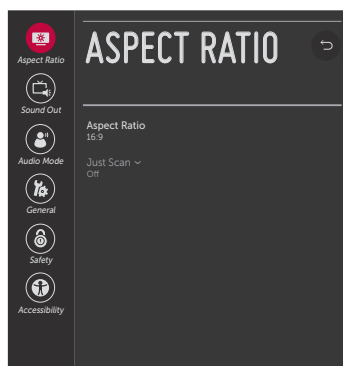 Aspect Ratio
Sound Out
Audio Mode
General
Safety
Accessibility
ASPECT RATIO
Aspect Ratio
16:9
Just Scan
Off